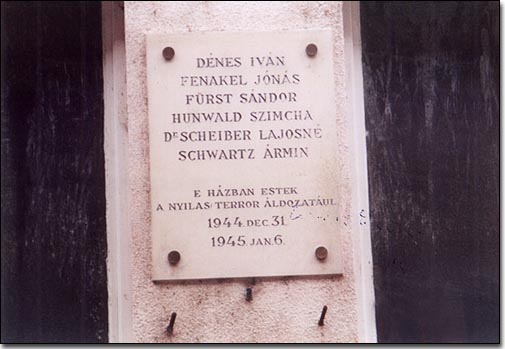 DÉNES IVÁN
FENAKEL JÓNÁS
FÜRST SÁNDOR
HUNWALD SZIMCHA
DR SCHEIBER LAJOSNÉ
SCHWARTZ ÁRMIN
E HÁZBAN ESTEK
A NYILAS TERROR ÁLDOZATÁUL
1944. DEC. 31.
1945. JAN. 6.